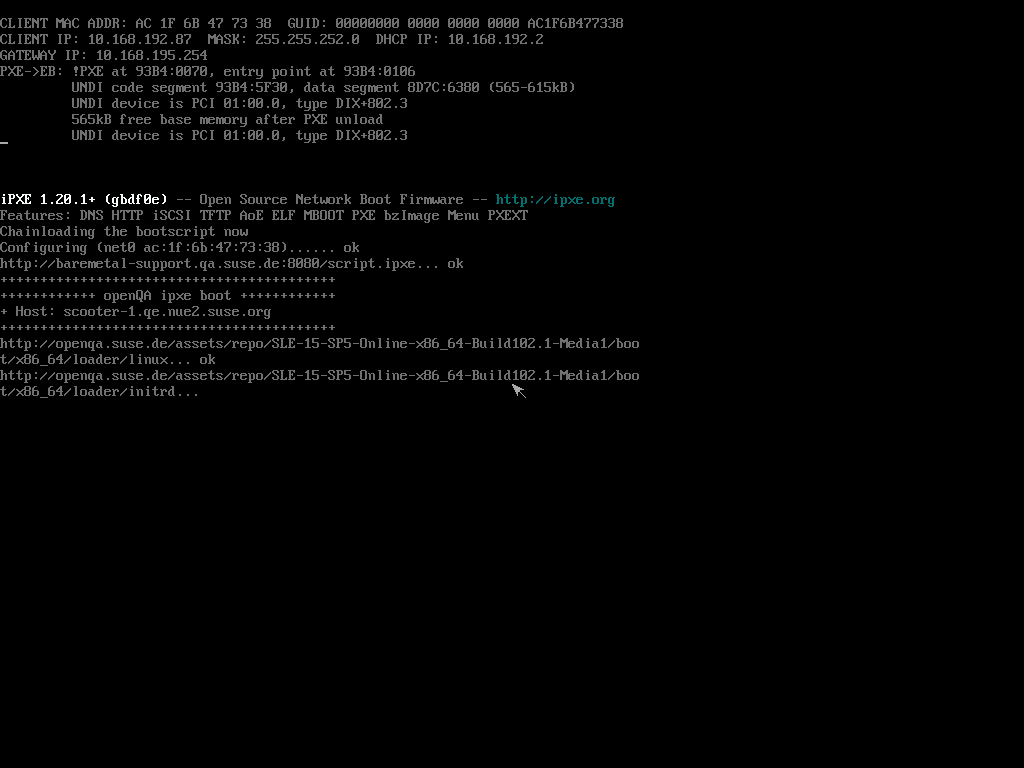 CLIENT MAC ADDR: AC 1F 6B 47 73 38  GUID: 00000000 0000 0000 0000 AC1F6B477338
CLIENT IP: 10.168.192.87  MASK: 255.255.252.0  DHCP IP: 10.168.192.2
GATEWAY IP: 10.168.195.254
PXE->EB: !PXE at 93B4:0070, entry point at 93B4:0106
         UNDI code segment 93B4:5F30, data segment 8D7C:6380 (565-615kB)
         UNDI device is PCI 01:00.0, type DIX+802.3
         565kB free base memory after PXE unload
         UNDI device is PCI 01:00.0, type DIX+802.3
iPXE 1.20.1+ (gbdf0e) -- Open Source Network Boot Firmware -- http://ipxe.org
Features: DNS HTTP iSCSI TFTP AoE ELF MBOOT PXE bzImage Menu PXEXT
Chainloading the bootscript now
Configuring (net0 ac:1f:6b:47:73:38)...... ok
http://baremetal-support.qa.suse.de:8080/script.ipxe... ok
++++++++++++++++++++++++++++++++++++++++++
++++++++++++ openQA ipxe boot ++++++++++++
+ Host: scooter-1.qe.nue2.suse.org
++++++++++++++++++++++++++++++++++++++++++
http://openqa.suse.de/assets/repo/SLE-15-SP5-Online-x86_64-Build102.1-Media1/boo
t/x86_64/loader/linux... ok
http://openqa.suse.de/assets/repo/SLE-15-SP5-Online-x86_64-Build102.1-Media1/boo
t/x86_64/loader/initrd...